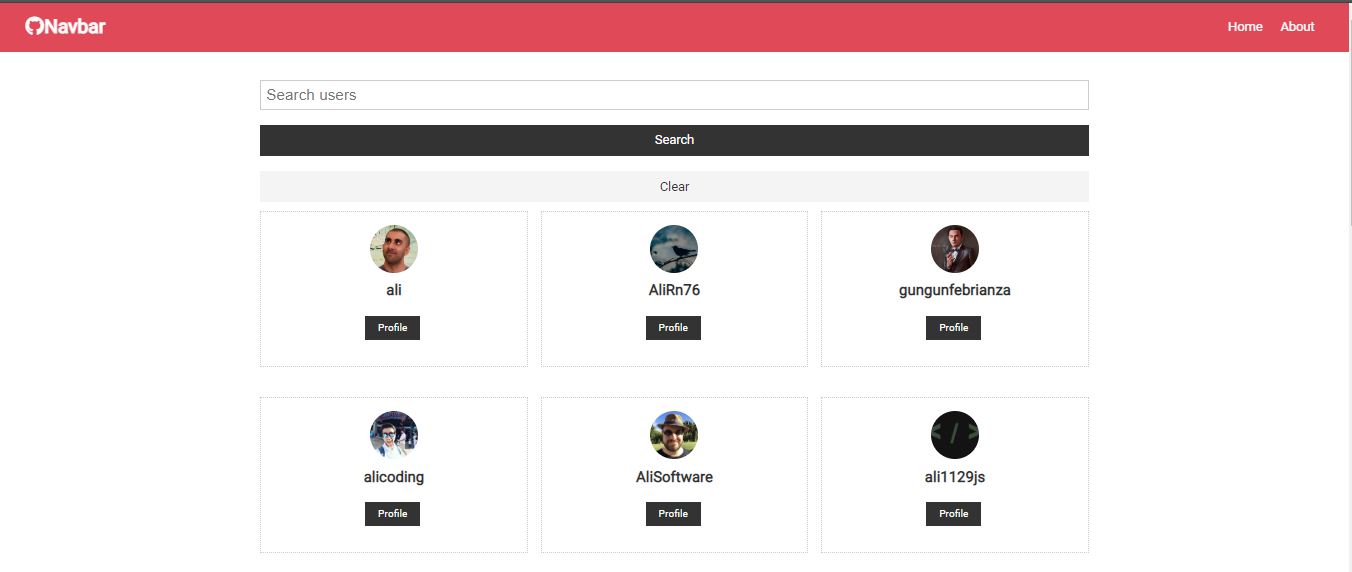 Navbar
Home About
Search users
Search
Clear
ali AliRn76 gungunfebrianza
Profile Profile Profile
alicoding AliSoftware ali1129js
Profile Profile Profile